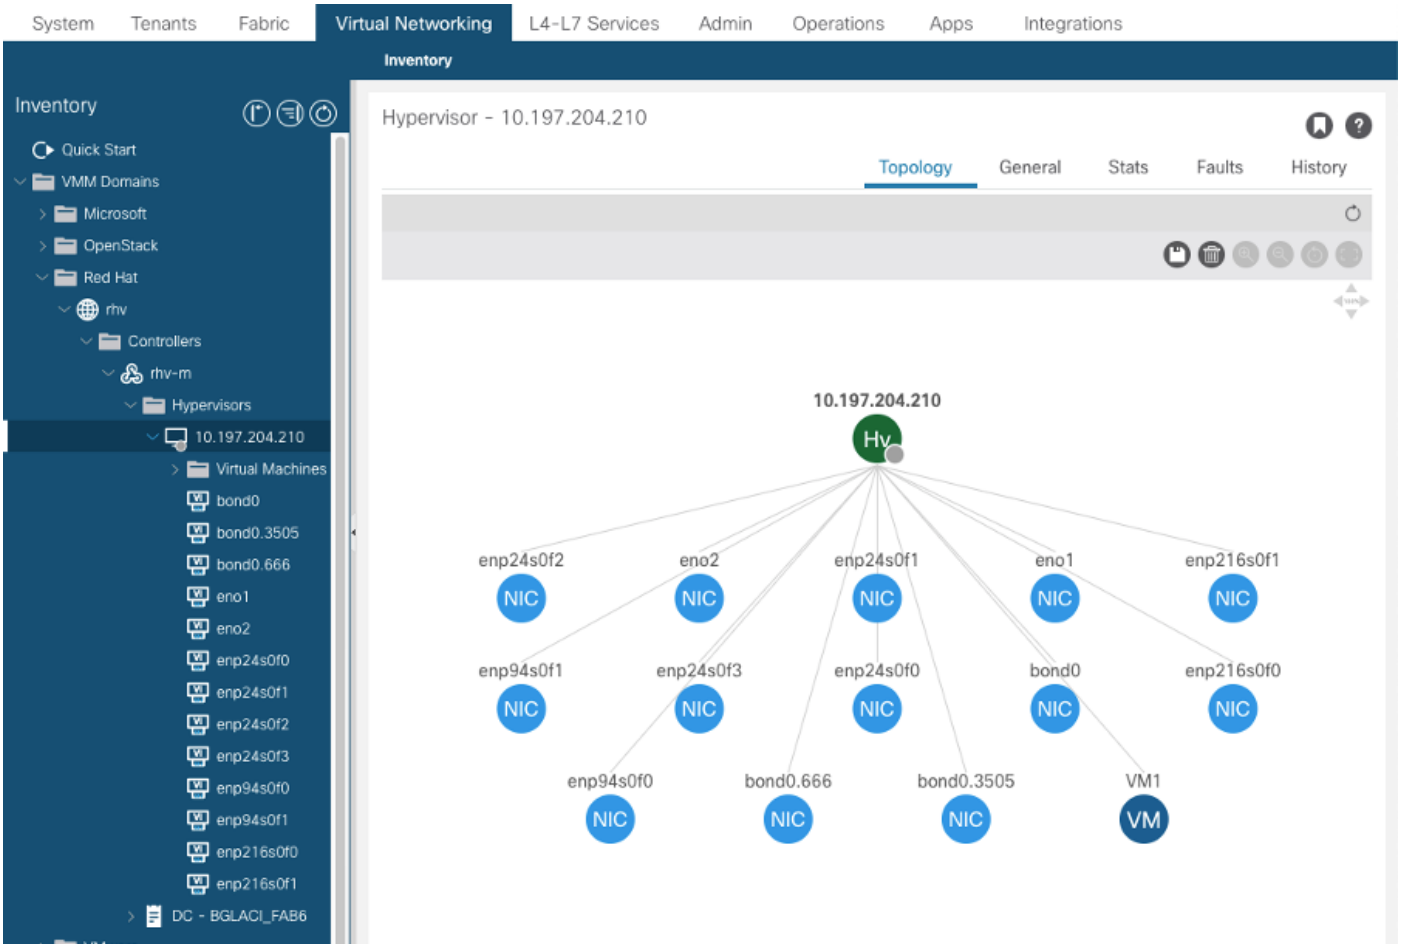 System Tenants Fabric Virtual Networking L4-L7 Services Admin Operations Apps Integrations
Inventory
Inventory
Quick Start
VMM Domains
Microsoft
OpenStack
Red Hat
rhv
Controllers
rhv-m
Hypervisors
10.197.204.210
Virtual Machines
bond0
bond0.3505
bond0.666
eno1
eno2
enp24s0f0
enp24s0f1
enp24s0f2
enp24s0f3
enp94s0f0
enp94s0f1
enp216s0f0
enp216s0f1
DC - BGLACI_FAB6
Hypervisor - 10.197.204.210
Topology General Stats Faults History
10.197.204.210
Hv
enp24s0f2 eno2 enp24s0f1 eno1 enp216s0f1
NIC NIC NIC NIC NIC
enp94s0f1 enp24s0f3 enp24s0f0 bond0 enp216s0f0
NIC NIC NIC NIC NIC
enp94s0f0 bond0.666 bond0.3505 VM1
NIC NIC NIC VM